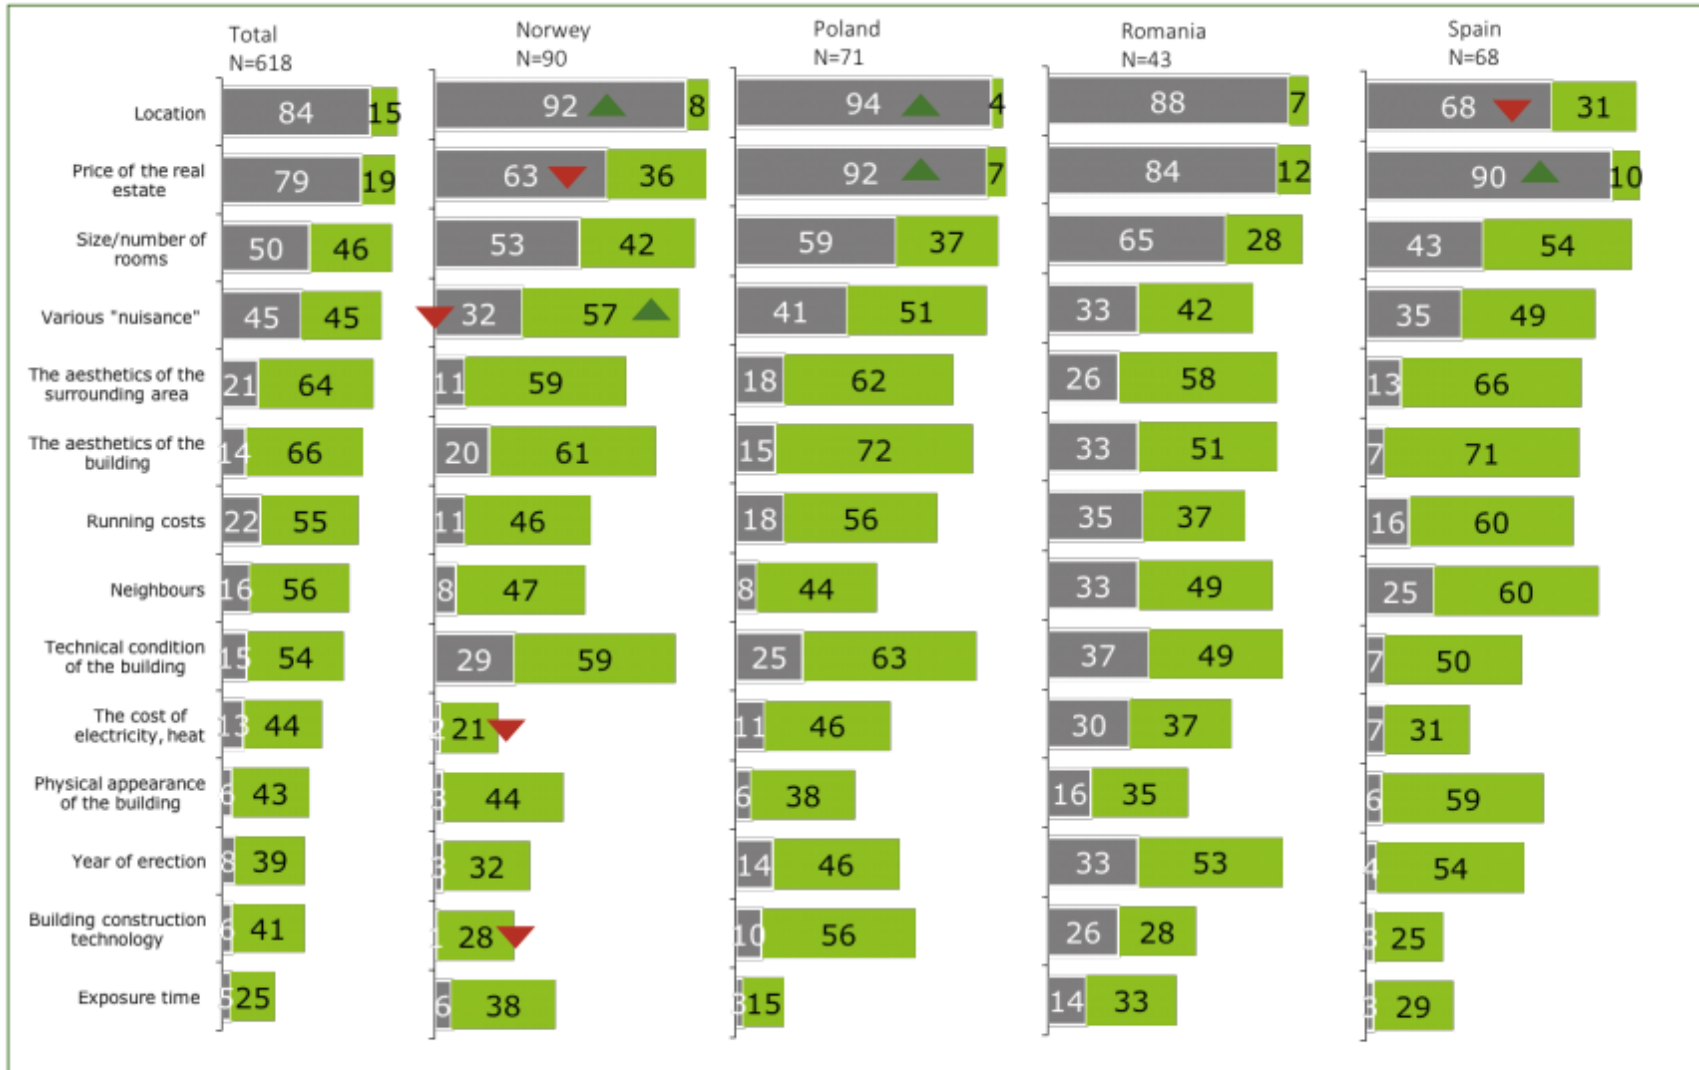 Total
N=618
Norwey
N=90
Poland
N=71
Romania
N=43
Spain
N=68
Location
84 15 92 8 94 4 88 7 68 31
Price of the real
estate
79 19 63 36 92 7 84 12 90 10
Size/number of
rooms
50 46 53 42 59 37 65 28 43 54
Various "nuisance"
45 45 32 57 41 51 33 42 35 49
The aesthetics of the
surrounding area
21 64 11 59 18 62 26 58 13 66
The aesthetics of the
building
14 66 20 61 15 72 33 51 7 71
Running costs
22 55 11 46 18 56 35 37 16 60
Neighbours
16 56 8 47 8 44 33 49 25 60
Technical condition
of the building
15 54 29 59 25 63 37 49 7 50
The cost of
electricity, heat
13 44 2 21 11 46 30 37 7 31
Physical appearance
of the building
6 43 3 44 6 38 16 35 6 59
Year of erection
8 39 3 32 14 46 33 53 4 54
Building construction
technology
6 41 1 28 10 56 26 28 3 25
Exposure time
5 25 6 38 3 15 14 33 3 29